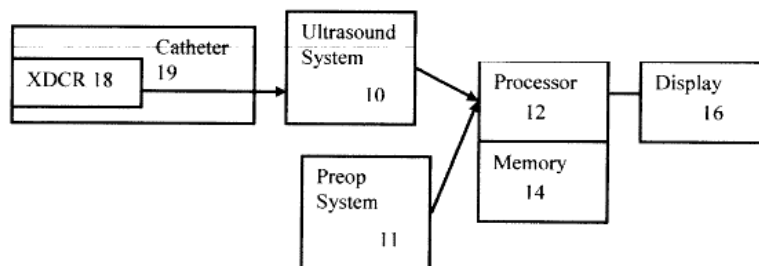 XDCR 18
Catheter
19
Ultrasound
System
10
Preop
System
11
Processor
12
Memory
14
Display
16